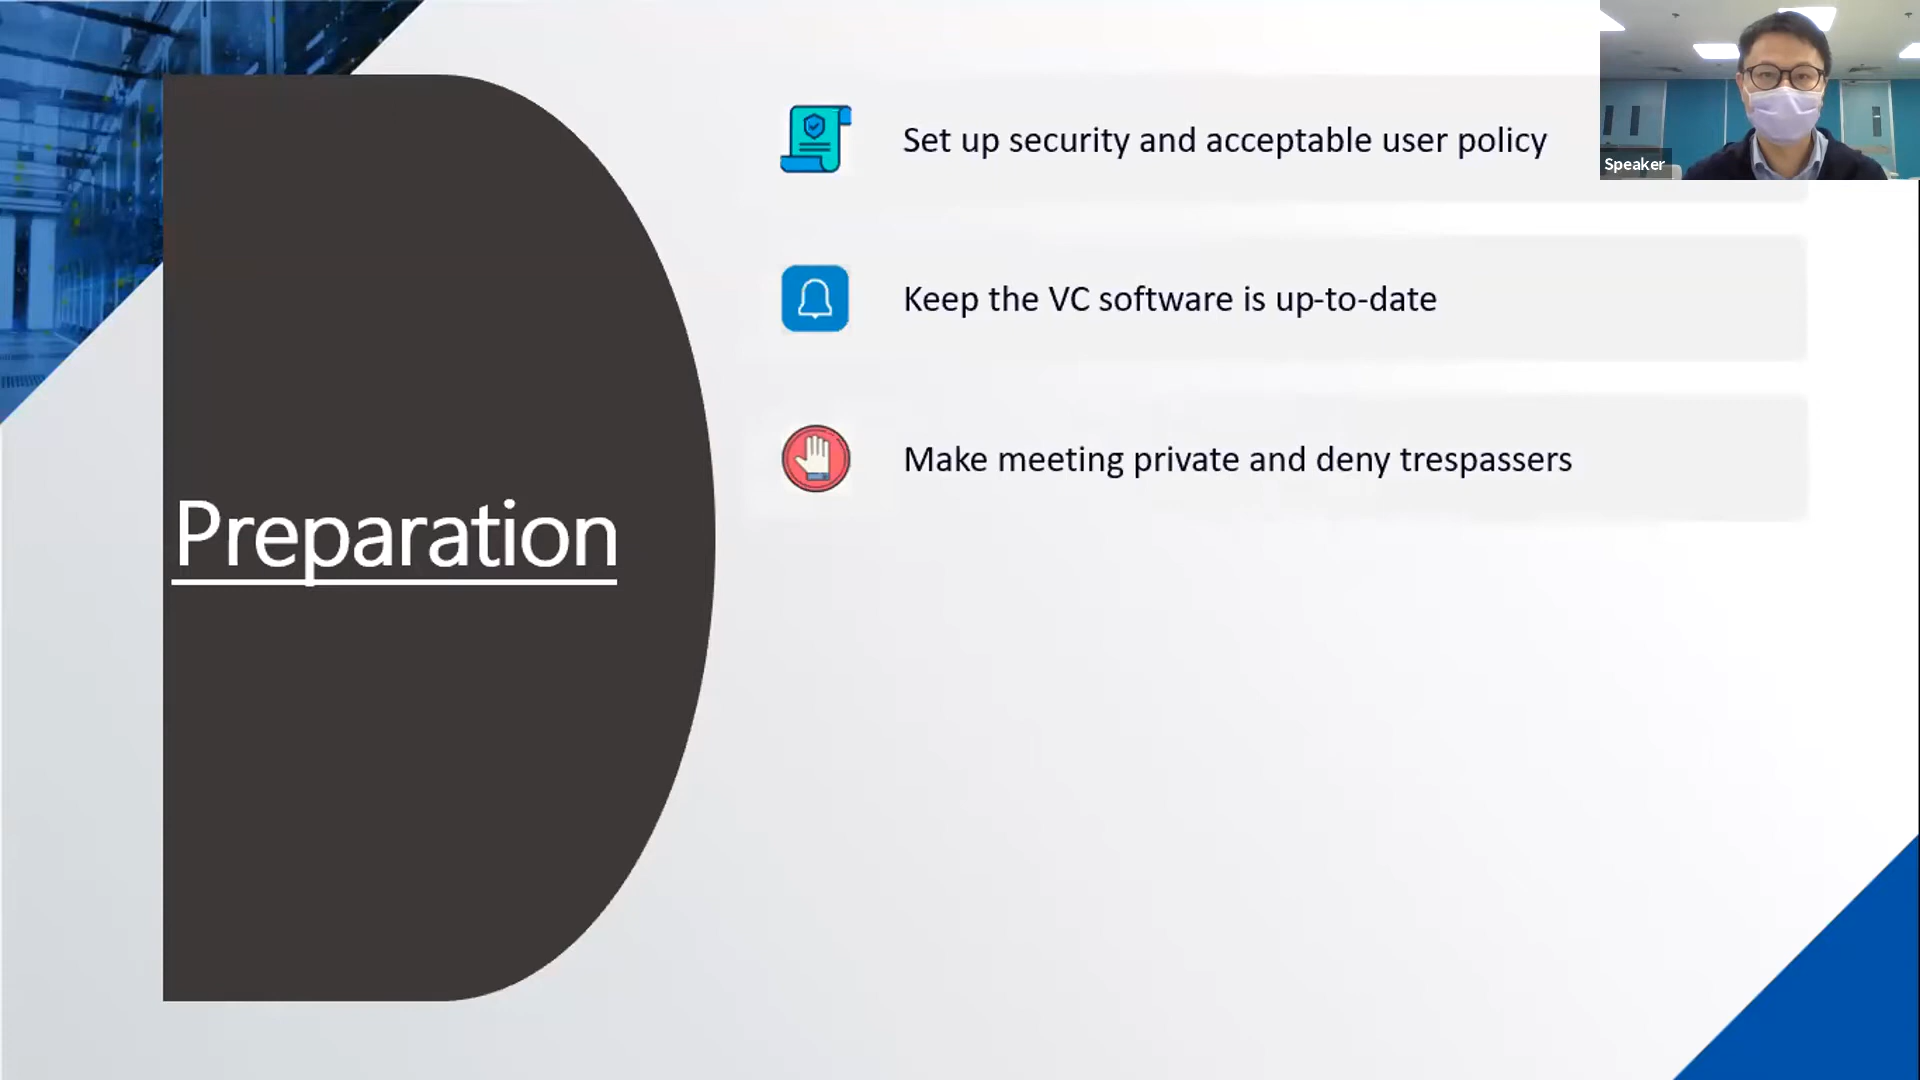 Set up security and acceptable user policy
Speaker
Keep the VC software is up-to-date
Make meeting private and deny trespassers
Preparation